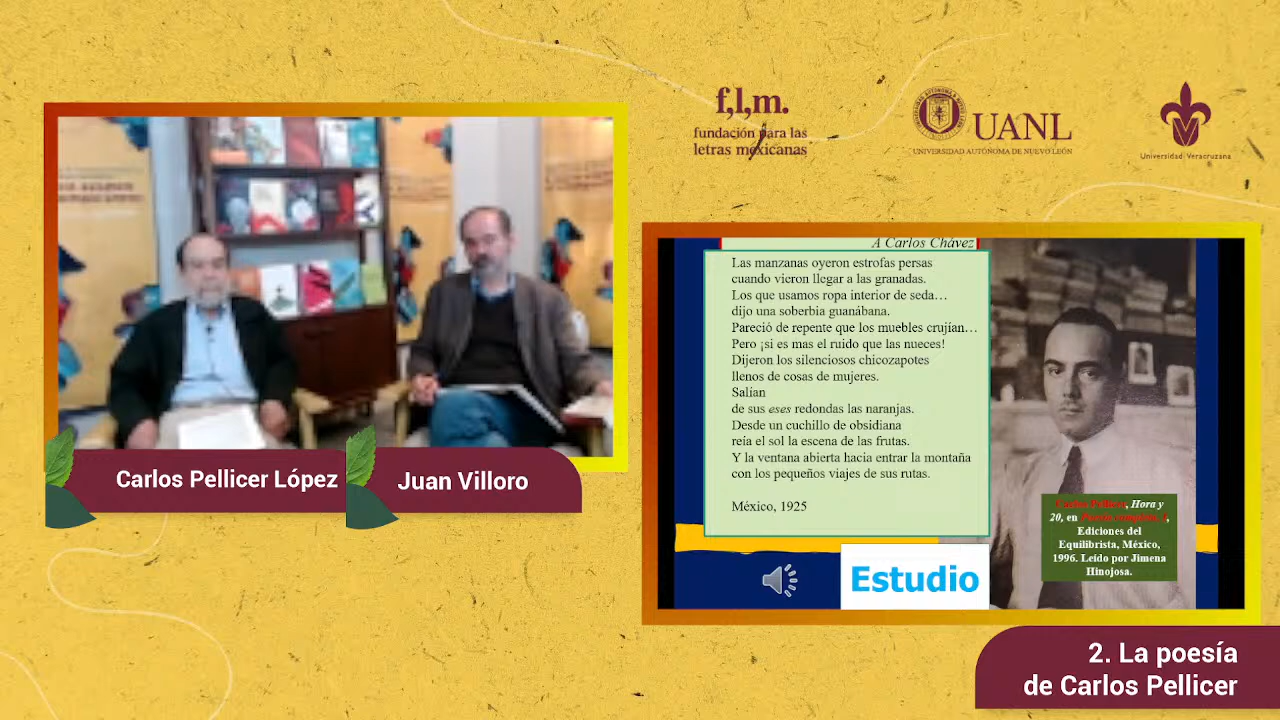 f,l,m.
fundación para las
letras mexicanas
UANL
UNIVERSIDAD AUTÓNOMA DE NUEVO LEÓN
Universidad Veracruzana
Carlos Pellicer López
Juan Villoro
A Carlos Chávez
Las manzanas oyeron estrofas persas
cuando vieron llegar a las granadas.
Los que usamos ropa interior de seda…
dijo una soberbia guanábana.
Pareció de repente que los muebles crujían…
Pero ¡si es mas el ruido que las nueces!
Dijeron los silenciosos chicozapotes
llenos de cosas de mujeres.
Salían
de sus eses redondas las naranjas.
Desde un cuchillo de obsidiana
reía el sol la escena de las frutas.
Y la ventana abierta hacía entrar la montaña
con los pequeños viajes de sus rutas.
México, 1925
Carlos Pellicer, Hora y
20, en Poesía completa, I,
Ediciones del
Equilibrista, México,
1996. Leído por Jimena
Hinojosa.
Estudio
2. La poesía
de Carlos Pellicer